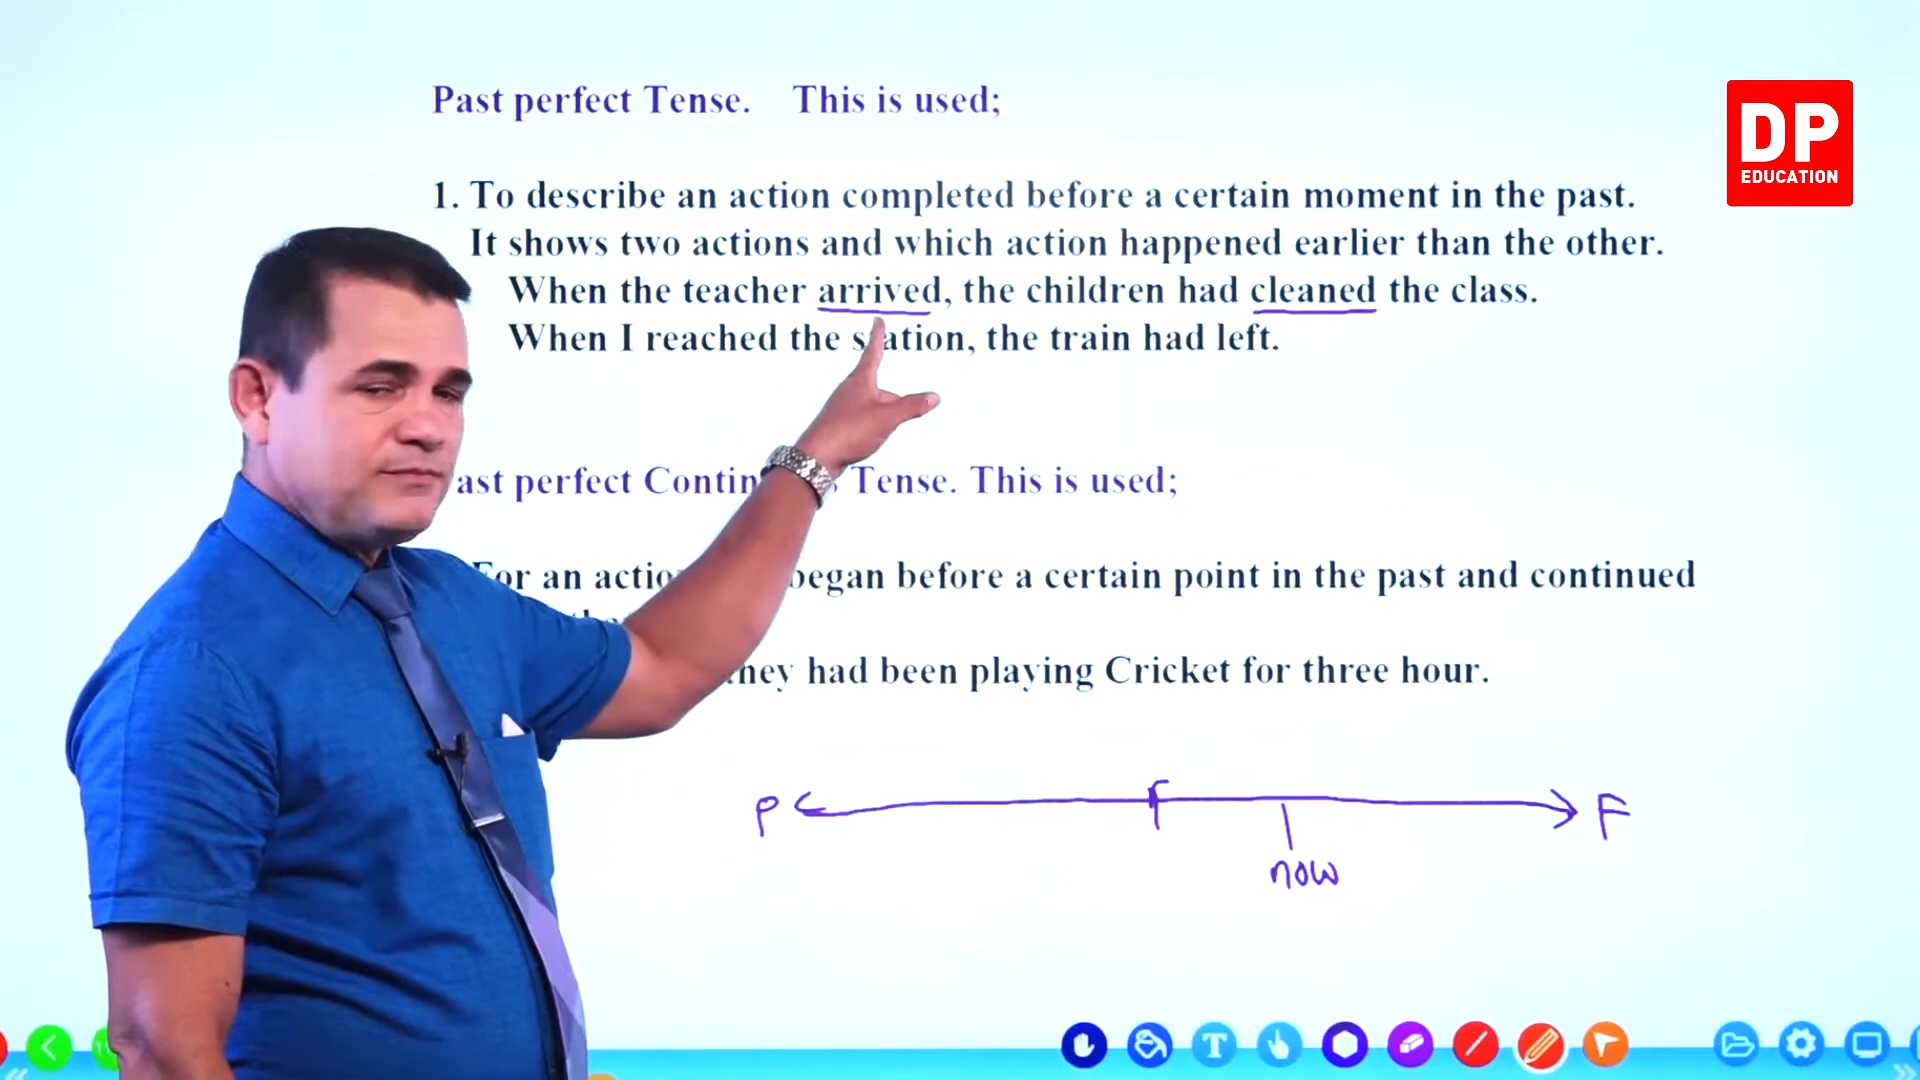 Past perfect Tense. This is used;
DP
EDUCATION
1. To describe an action completed before a certain moment in the past.
It shows two actions and which action happened earlier than the other.
When the teacher arrived, the children had cleaned the class.
When I reached the station, the train had left.
ast perfect Contin s Tense. This is used;
For an actio began before a certain point in the past and continued
hey had been playing Cricket for three hour.
P F
now
T